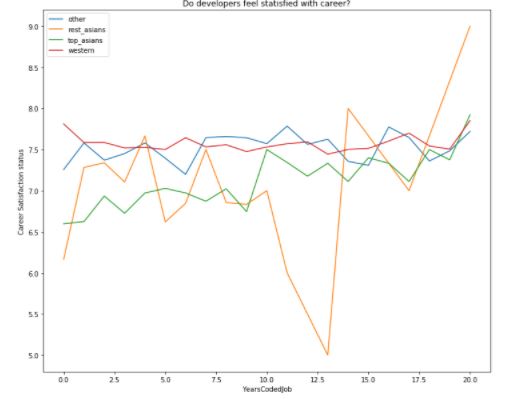 Do developers feel statisfied with career?
other
rest_asians
top_asians
western
Career Satisfaction status
9.0
8.5
8.0
7.5
7.0
6.5
6.0
5.5
5.0
0.0 2.5 5.0 7.5 10.0 12.5 15.0 17.5 20.0
YearsCodedJob